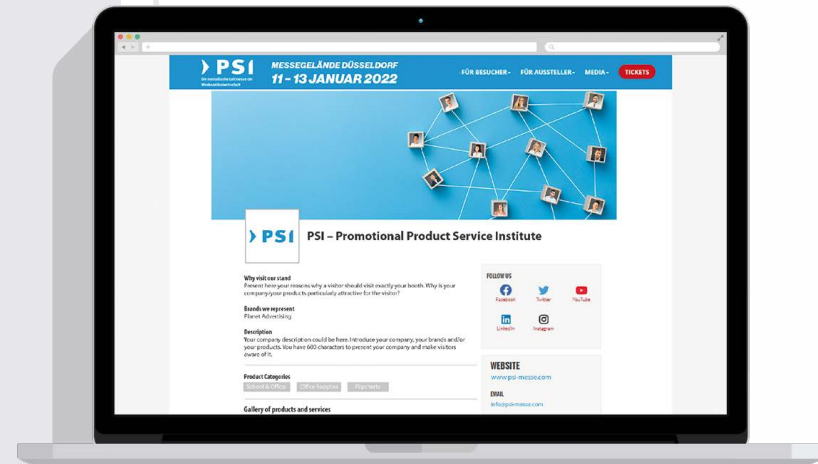 PSI
MESSEGELÄNDE DÜSSELDORF
11 – 13 JANUAR 2022
FÜR BESUCHER
FÜR AUSSTELLER
MEDIA
TICKETS
PSI
PSI – Promotional Product Service Institute
Why visit our stand
Present here your reasons why a visitor should visit exactly your booth. Why is your
company/your products particularly attractive for the visitor?
Brands we represent
Planet Advertising
Description
Your company description could be here. Introduce your company, your brands and/or
your products. You have 600 characters to present your company and make visitors
aware of it.
Product Categories
School & Office
Office Supplies
Flipcharts
Gallery of products and services
FOLLOW US
Facebook
Twitter
YouTube
LinkedIn
Instagram
WEBSITE
www.psi-messe.com
EMAIL
info@psi-messe.com